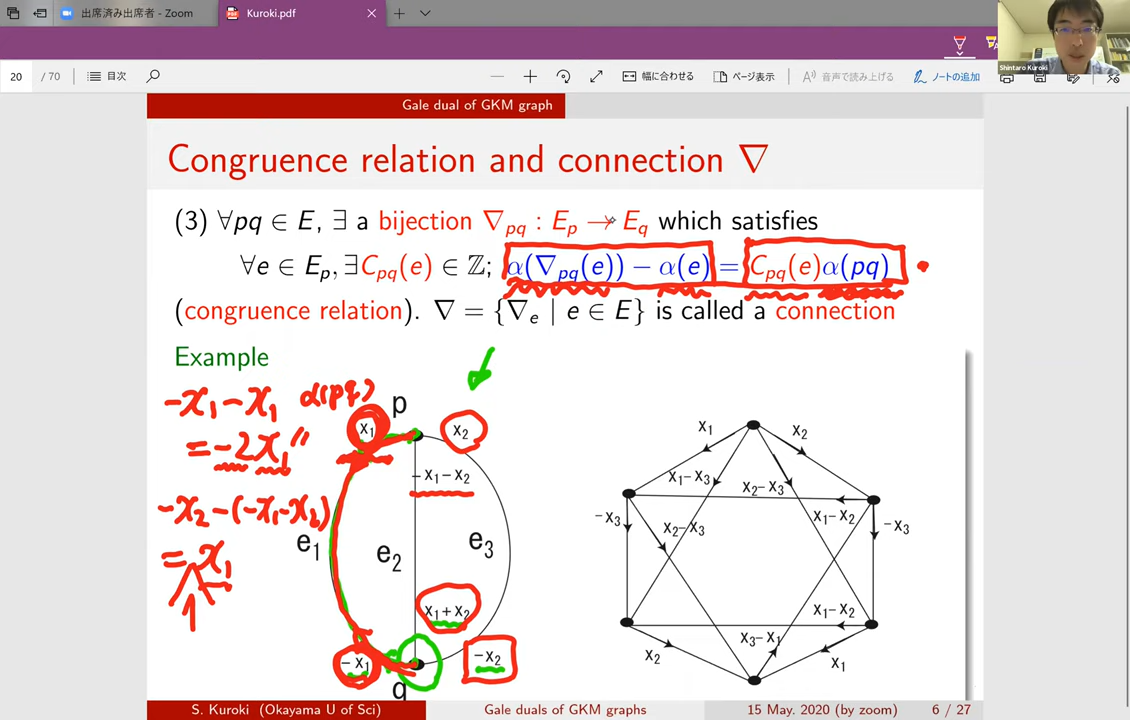 出席済み出席者 - Zoom
Kuroki.pdf
20 / 70
目次
幅に合わせる
ページ表示
音声で読み上げる
ノートの追加
Shintaro Kuroki
Gale dual of GKM graph
Congruence relation and connection ∇
(3) ∀pq ∈ E, ∃ a bijection ∇pq : Ep → Eq which satisfies
∀e ∈ Ep, ∃Cpq(e) ∈ ℤ; α(∇pq(e)) − α(e) = Cpq(e)α(pq)
(congruence relation). ∇ = {∇e | e ∈ E} is called a connection
Example
-x₁-x₁
α(pq)
=-2x₁
-x₂-(-x₁-x₂)
=x₁
1
p
x₁
x₂
-x₁-x₂
e₁
e₂
e₃
x₁+x₂
-x₁
-x₂
q
x₁
x₂
x₁-x₃
x₂-x₃
-x₃
x₂-x₃
x₁-x₂
-x₃
x₁-x₂
x₃-x₁
x₂
x₁
S. Kuroki (Okayama U of Sci)
Gale duals of GKM graphs
15 May. 2020 (by zoom)
6 / 27